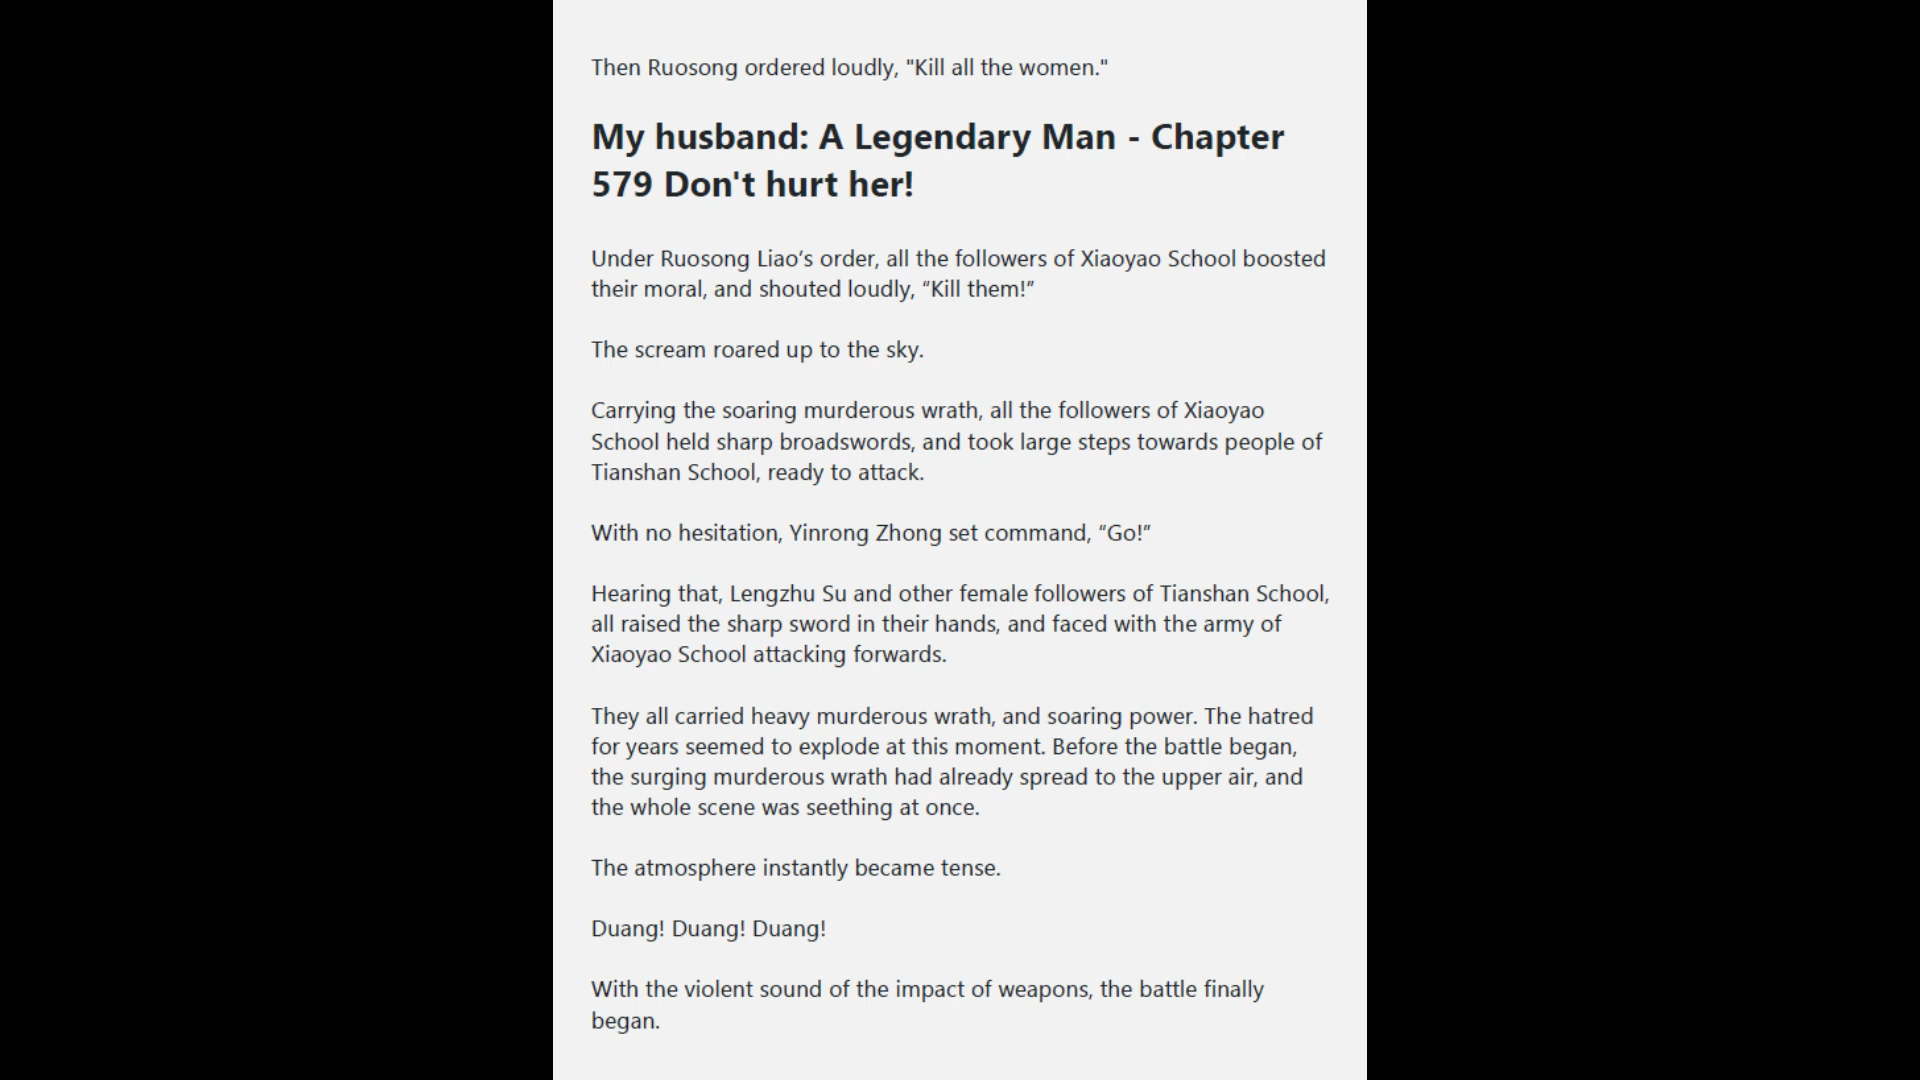 Then Ruosong ordered loudly, "Kill all the women."
My husband: A Legendary Man - Chapter
579 Don't hurt her!
Under Ruosong Liao’s order, all the followers of Xiaoyao School boosted
their moral, and shouted loudly, “Kill them!”
The scream roared up to the sky.
Carrying the soaring murderous wrath, all the followers of Xiaoyao
School held sharp broadswords, and took large steps towards people of
Tianshan School, ready to attack.
With no hesitation, Yinrong Zhong set command, “Go!”
Hearing that, Lengzhu Su and other female followers of Tianshan School,
all raised the sharp sword in their hands, and faced with the army of
Xiaoyao School attacking forwards.
They all carried heavy murderous wrath, and soaring power. The hatred
for years seemed to explode at this moment. Before the battle began,
the surging murderous wrath had already spread to the upper air, and
the whole scene was seething at once.
The atmosphere instantly became tense.
Duang! Duang! Duang!
With the violent sound of the impact of weapons, the battle finally
began.